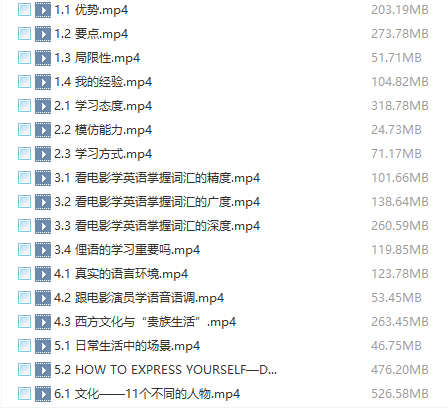 1.1 优势.mp4 203.19MB
1.2 要点.mp4 273.78MB
1.3 局限性.mp4 51.71MB
1.4 我的经验.mp4 104.82MB
2.1 学习态度.mp4 318.78MB
2.2 模仿能力.mp4 24.73MB
2.3 学习方式.mp4 71.17MB
3.1 看电影学英语掌握词汇的精度.mp4 101.66MB
3.2 看电影学英语掌握词汇的广度.mp4 138.64MB
3.3 看电影学英语掌握词汇的深度.mp4 260.59MB
3.4 俚语的学习重要吗.mp4 119.85MB
4.1 真实的语言环境.mp4 123.78MB
4.2 跟电影演员学语音语调.mp4 53.45MB
4.3 西方文化与“贵族生活”.mp4 263.45MB
5.1 日常生活中的场景.mp4 46.75MB
5.2 HOW TO EXPRESS YOURSELF—D... 476.20MB
6.1 文化——11个不同的人物.mp4 526.58MB